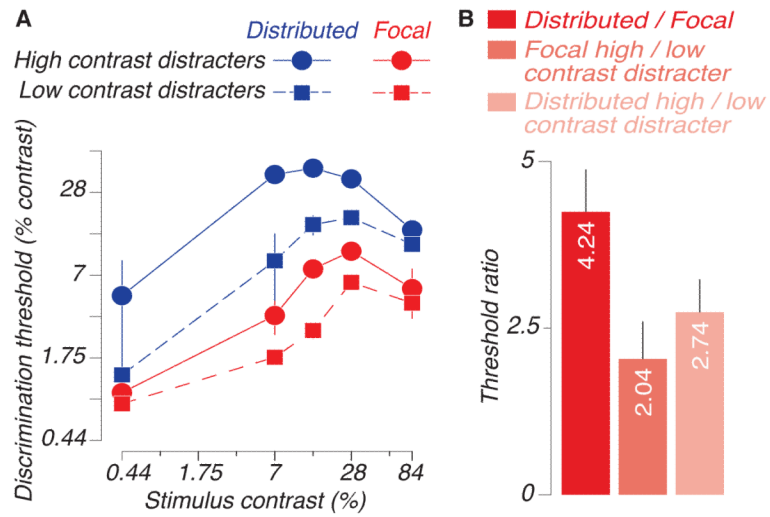 A
Distributed Focal
High contrast distracters
Low contrast distracters
Discrimination threshold (% contrast)
28
7
1.75
0.44
0.44 1.75 7 28 84
Stimulus contrast (%)
B
Distributed / Focal
Focal high / low
contrast distracter
Distributed high / low
contrast distracter
Threshold ratio
5
2.5
0
4.24
2.04
2.74